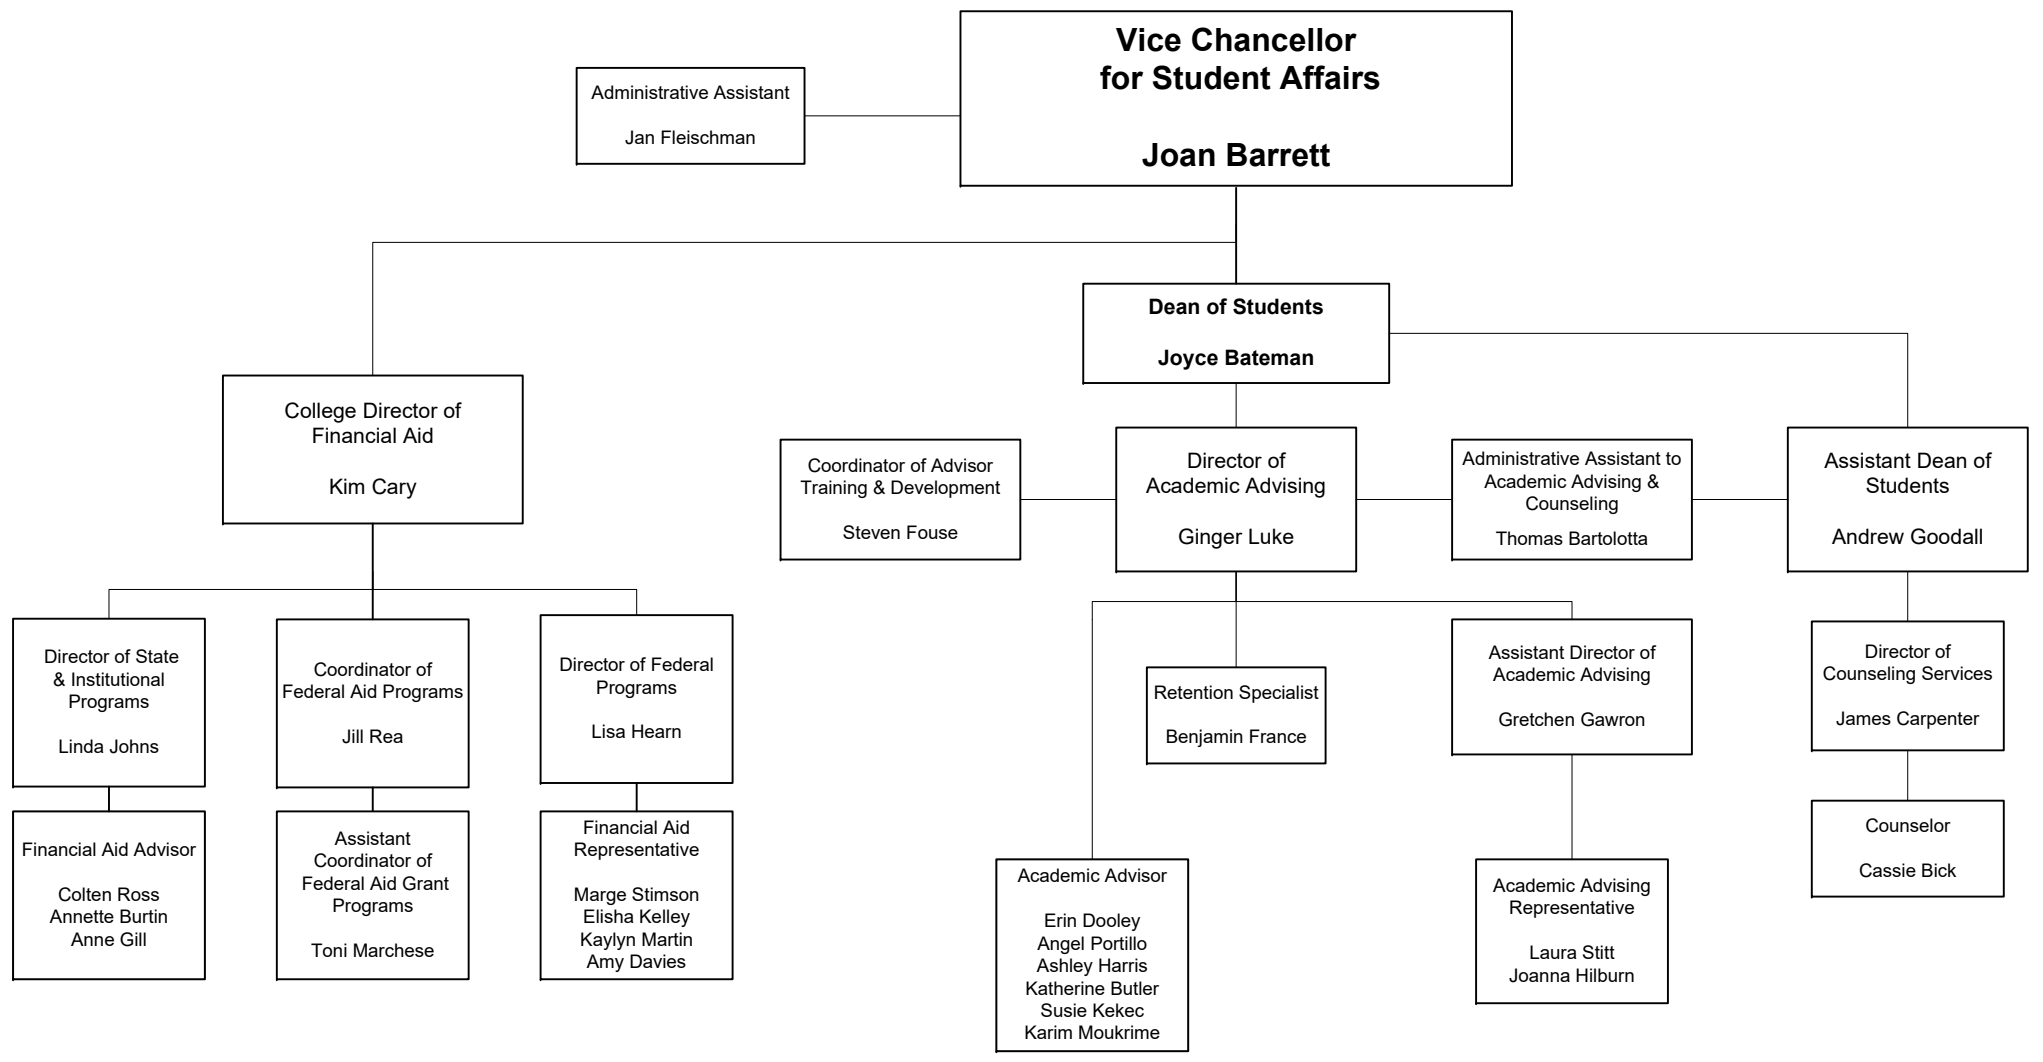 Vice Chancellor
for Student Affairs
Joan Barrett
Administrative Assistant
Jan Fleischman
Dean of Students
Joyce Bateman
College Director of
Financial Aid
Kim Cary
Coordinator of Advisor
Training & Development
Steven Fouse
Director of
Academic Advising
Ginger Luke
Administrative Assistant to
Academic Advising &
Counseling
Thomas Bartolotta
Assistant Dean of
Students
Andrew Goodall
Director of State
& Institutional
Programs
Linda Johns
Coordinator of
Federal Aid Programs
Jill Rea
Director of Federal
Programs
Lisa Hearn
Retention Specialist
Benjamin France
Assistant Director of
Academic Advising
Gretchen Gawron
Director of
Counseling Services
James Carpenter
Financial Aid Advisor
Colten Ross
Annette Burtin
Anne Gill
Assistant
Coordinator of
Federal Aid Grant
Programs
Toni Marchese
Financial Aid
Representative
Marge Stimson
Elisha Kelley
Kaylyn Martin
Amy Davies
Academic Advisor
Erin Dooley
Angel Portillo
Ashley Harris
Katherine Butler
Susie Kekec
Karim Moukrime
Academic Advising
Representative
Laura Stitt
Joanna Hilburn
Counselor
Cassie Bick